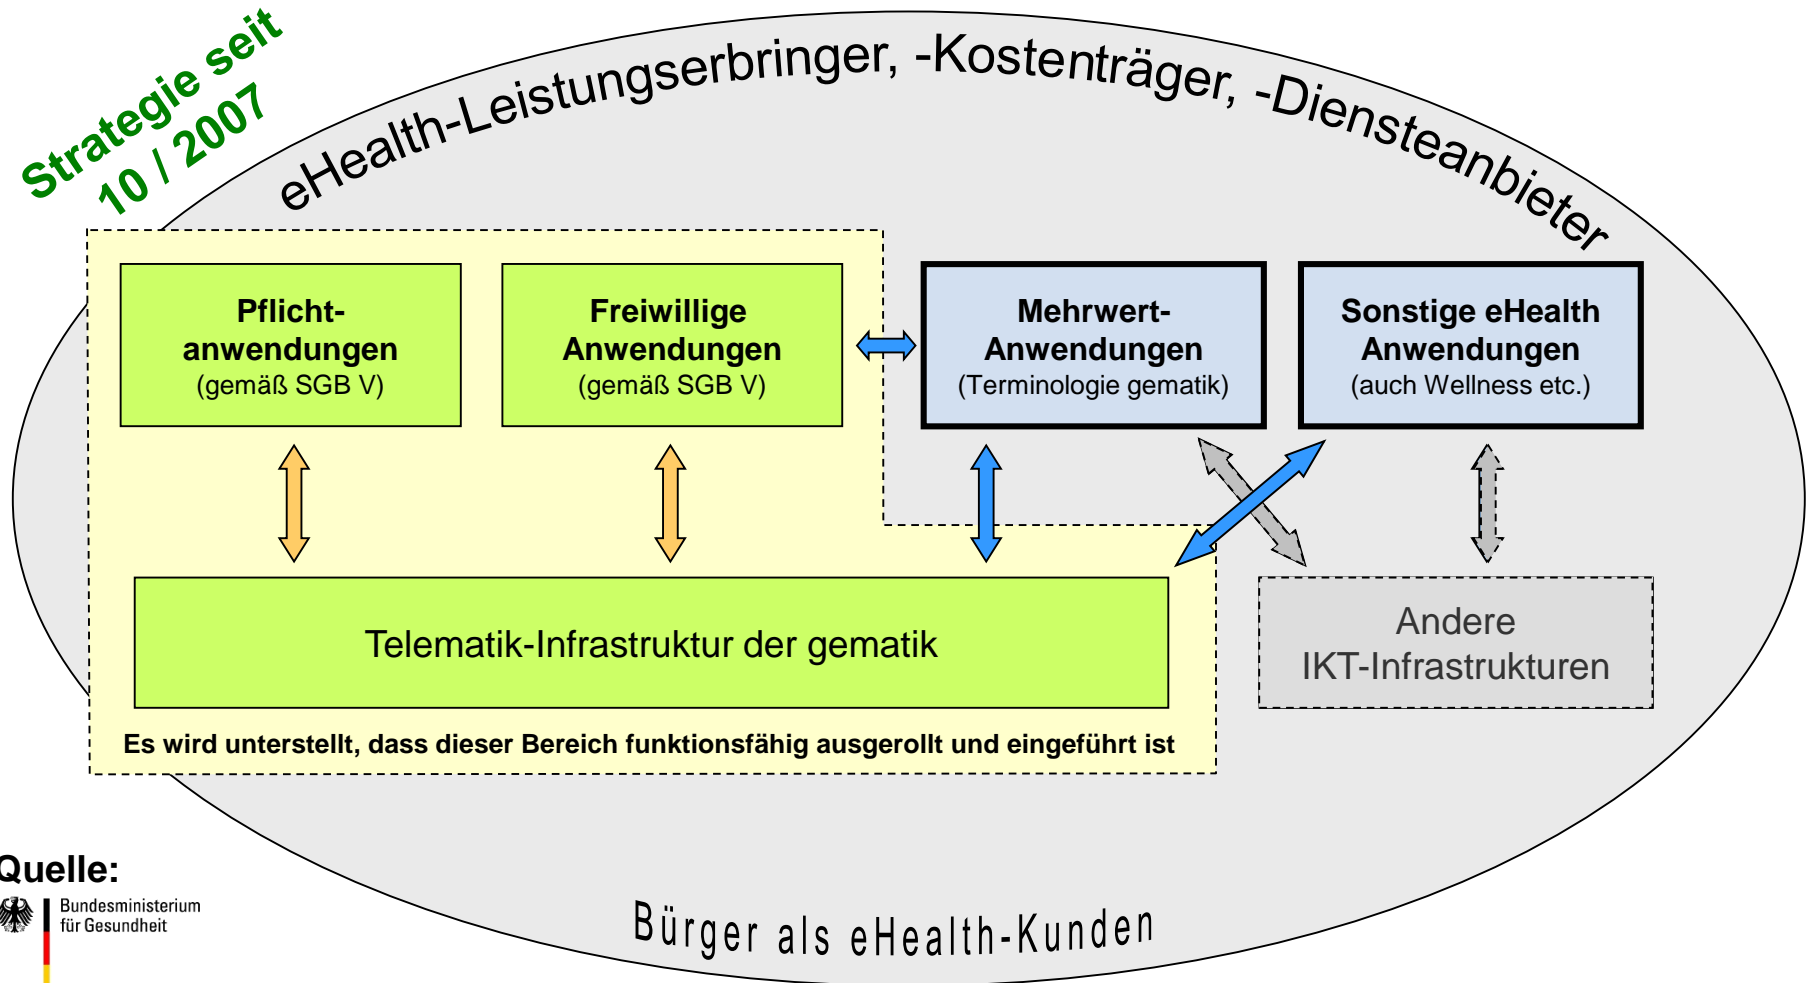 Strategie seit
10 / 2007
eHealth-Leistungserbringer, -Kostenträger, -Diensteanbieter
Pflicht-
anwendungen
(gemäß SGB V)
Freiwillige
Anwendungen
(gemäß SGB V)
Mehrwert-
Anwendungen
(Terminologie gematik)
Sonstige eHealth
Anwendungen
(auch Wellness etc.)
Telematik-Infrastruktur der gematik
Andere
IKT-Infrastrukturen
Es wird unterstellt, dass dieser Bereich funktionsfähig ausgerollt und eingeführt ist
Quelle:
Bundesministerium
für Gesundheit
Bürger als eHealth-Kunden